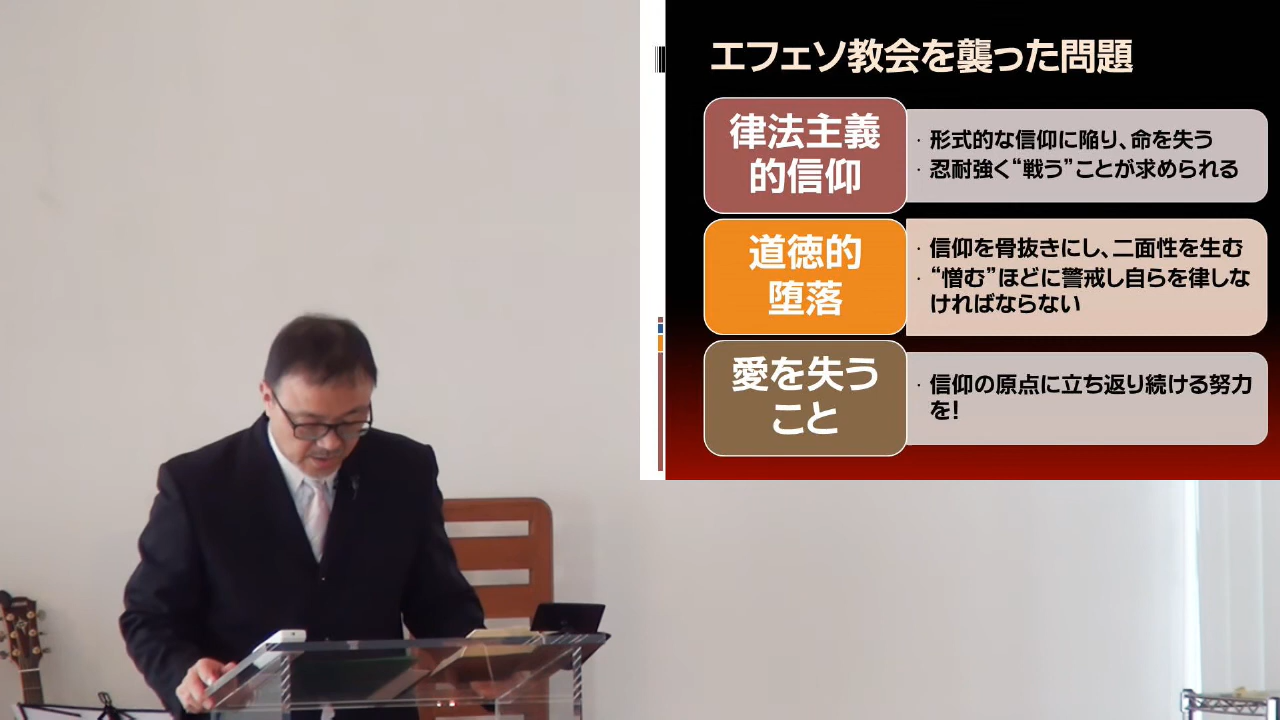 エフェソ教会を襲った問題
律法主義
的信仰
・形式的な信仰に陥り、命を失う
・忍耐強く“戦う”ことが求められる
道徳的
堕落
・信仰を骨抜きにし、二面性を生む
・“憎む”ほどに警戒し自らを律しな
ければならない
愛を失う
こと
・信仰の原点に立ち返り続ける努力
を!